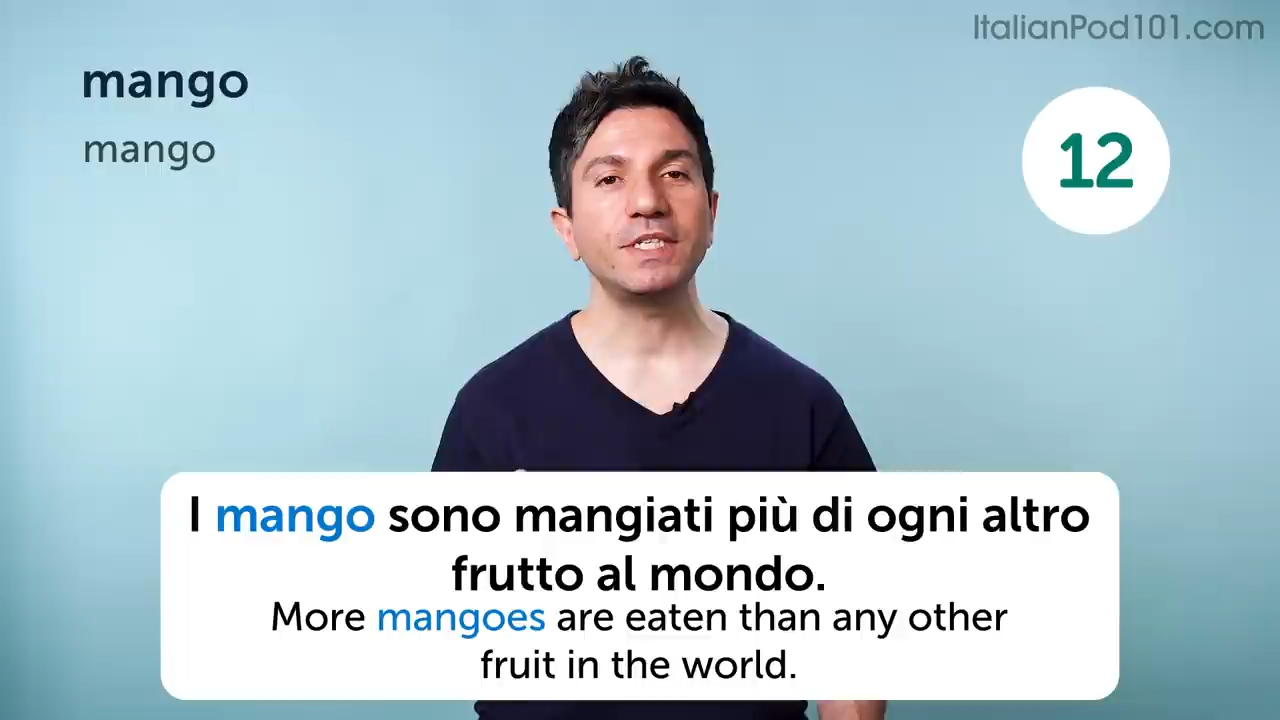 ItalianPod101.com
mango
mango
12
I mango sono mangiati più di ogni altro
frutto al mondo.
More mangoes are eaten than any other
fruit in the world.